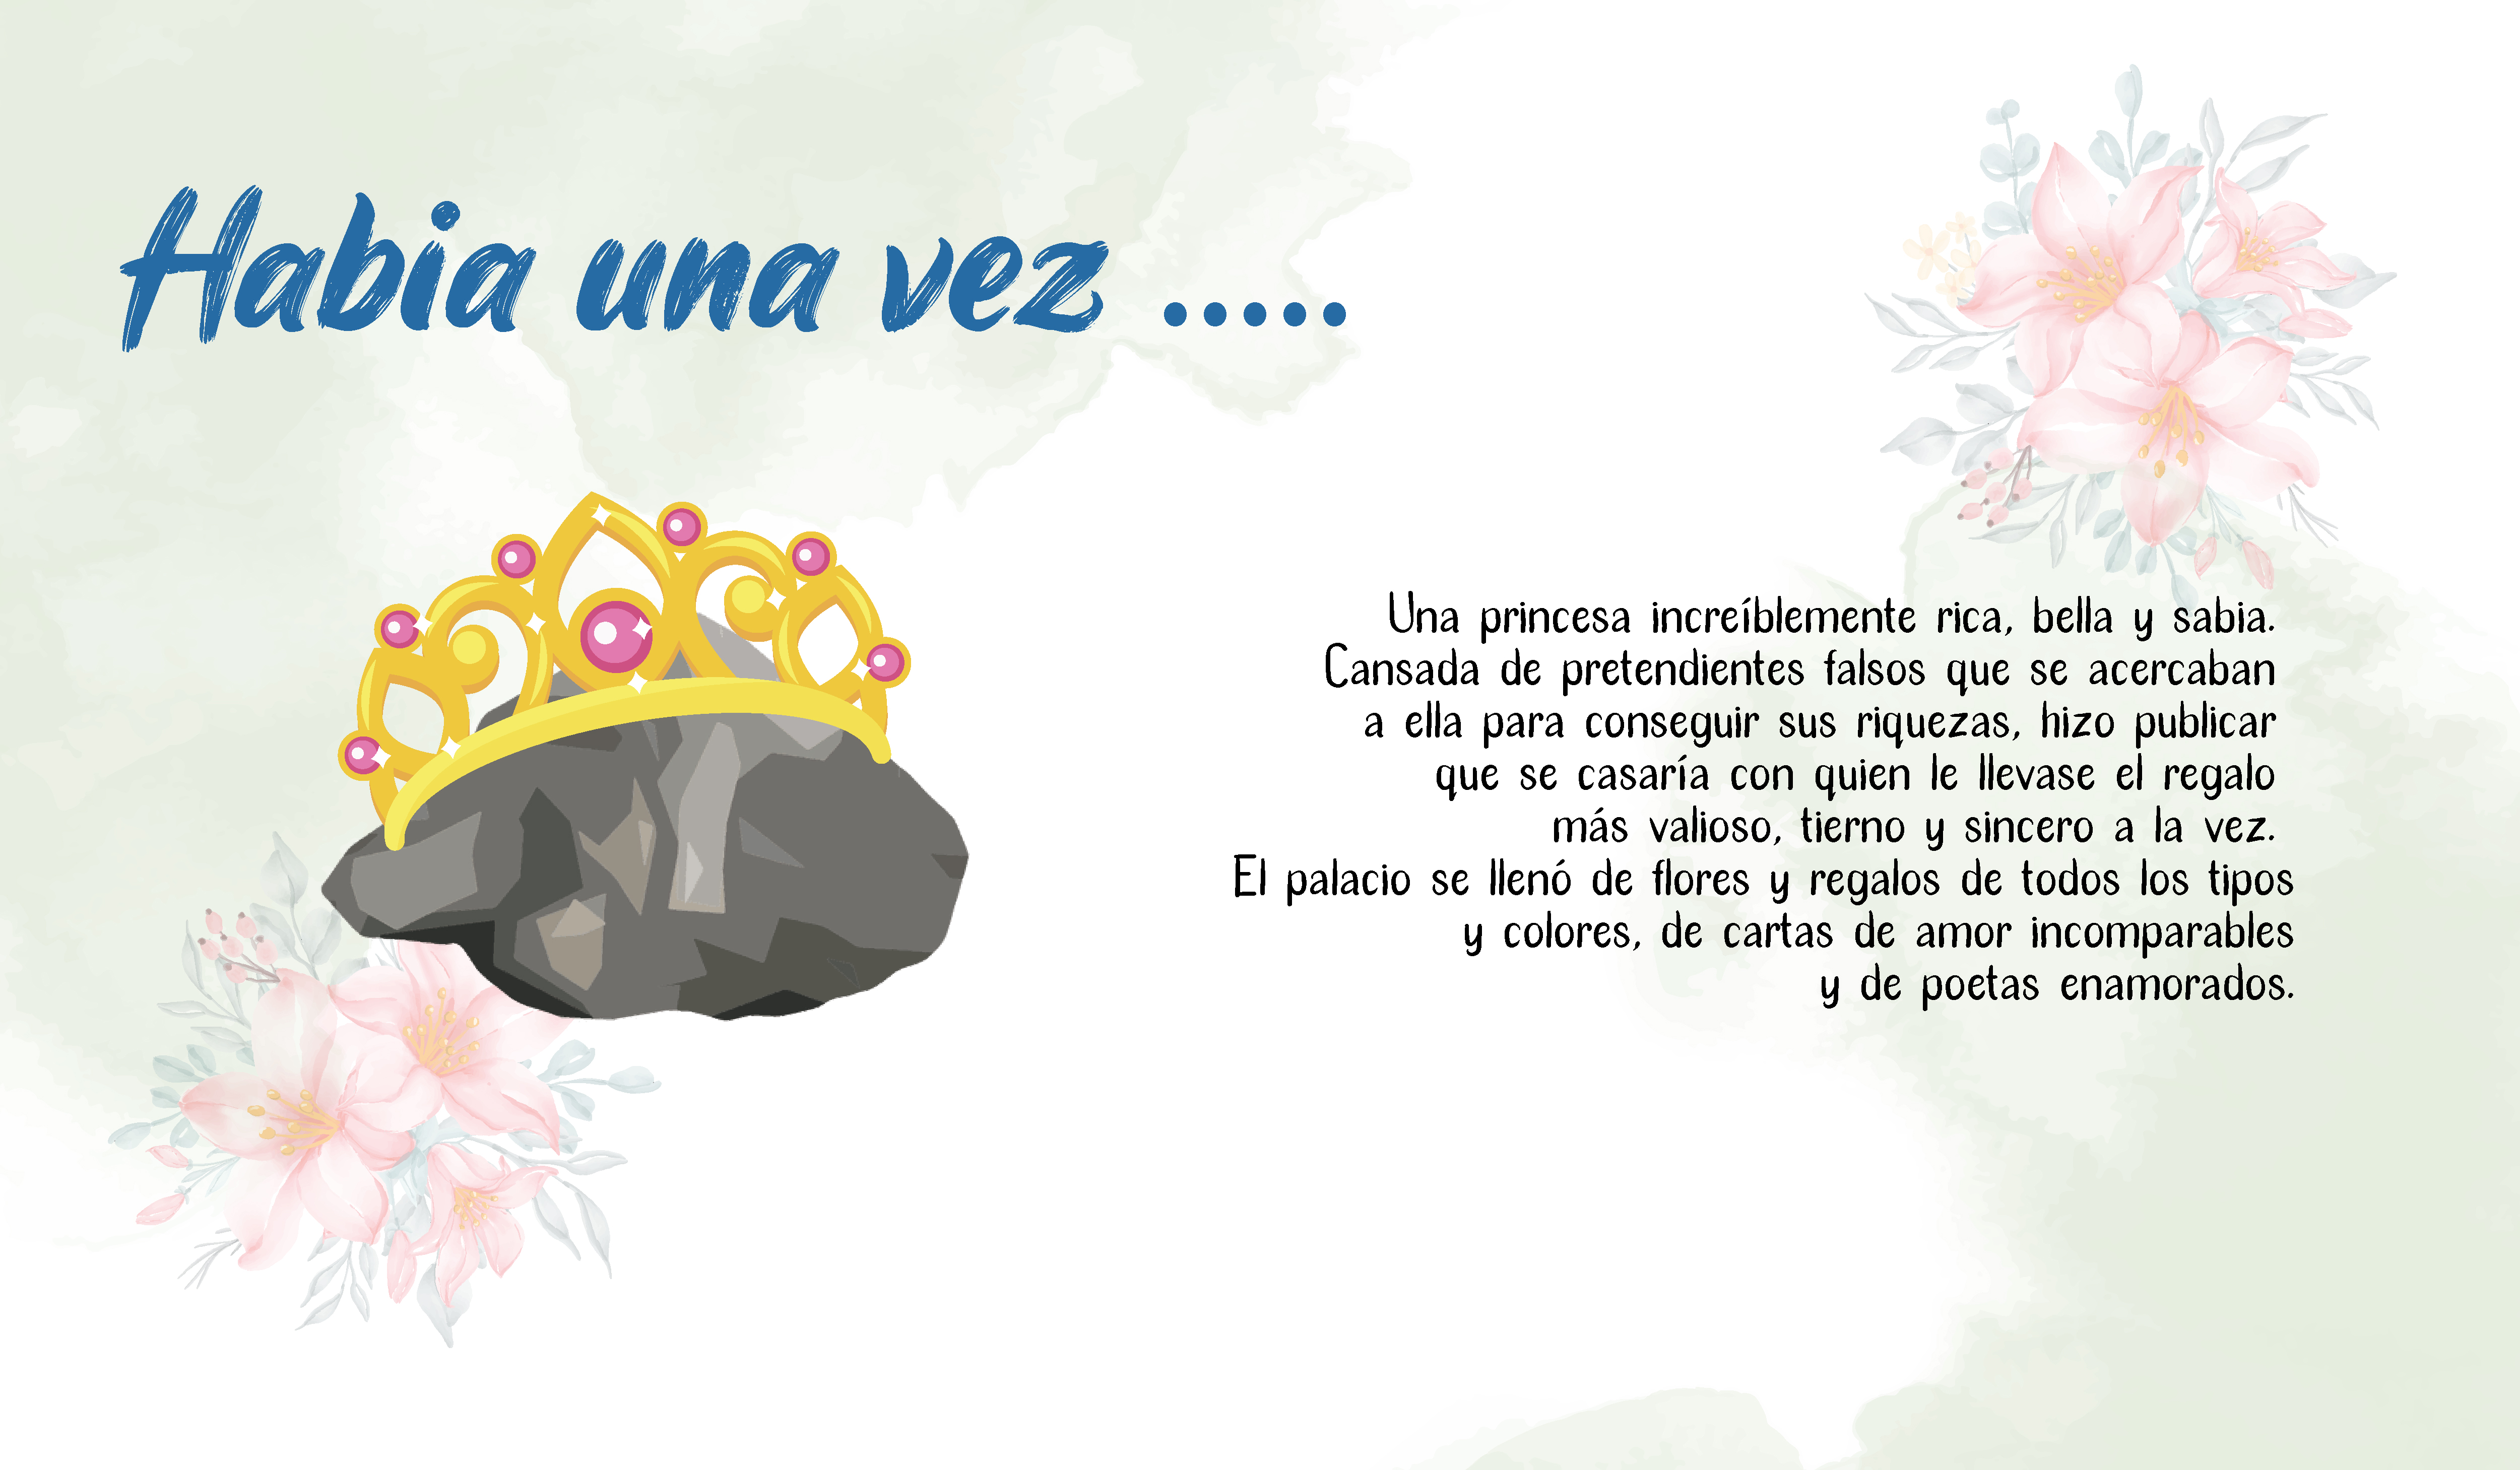 Habia una vez .....
Una princesa increíblemente rica, bella y sabia.
Cansada de pretendientes falsos que se acercaban
a ella para conseguir sus riquezas, hizo publicar
que se casaría con quien le llevase el regalo
más valioso, tierno y sincero a la vez.
El palacio se llenó de flores y regalos de todos los tipos
y colores, de cartas de amor incomparables
y de poetas enamorados.